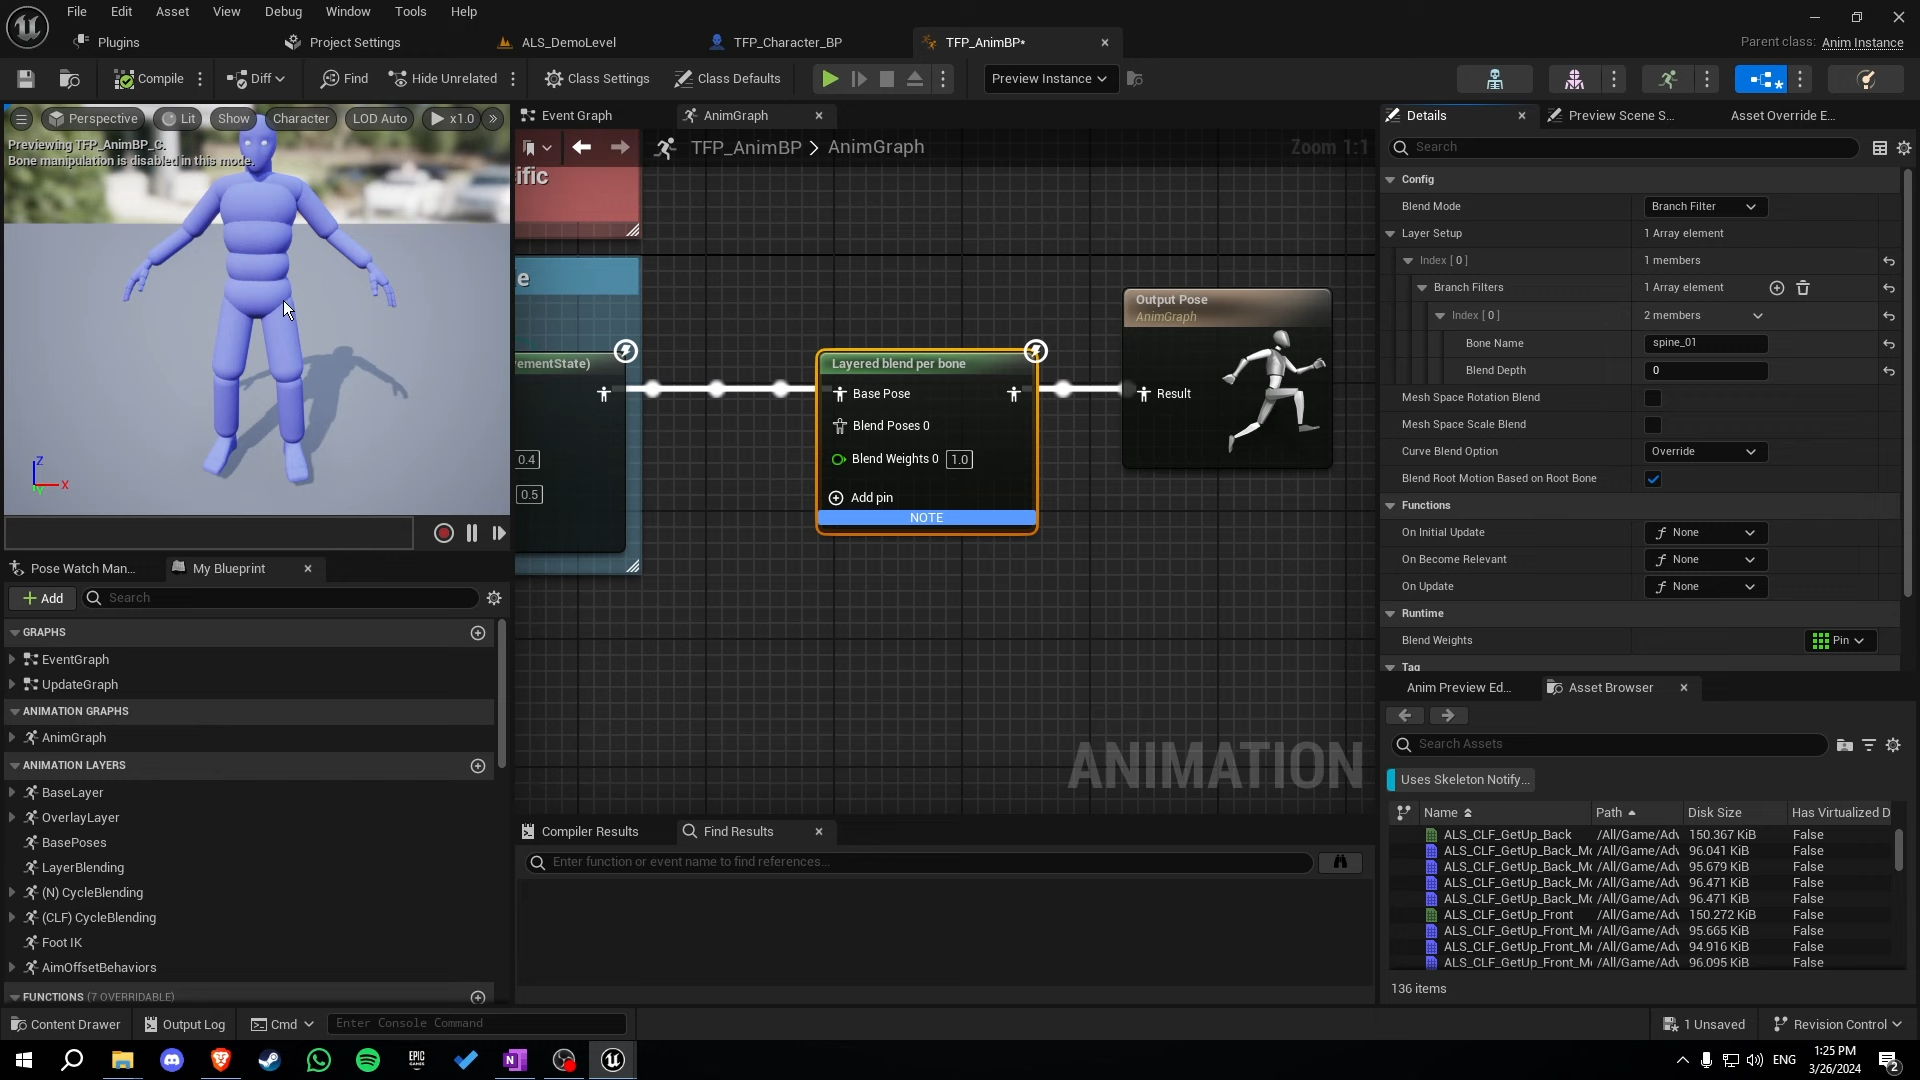 File Edit Asset View Debug Window Tools Help
Plugins Project Settings ALS_DemoLevel TFP_Character_BP TFP_AnimBP* Parent class: Anim Instance
Compile Diff Find Hide Unrelated Class Settings Class Defaults Preview Instance
Perspective Lit Show Character LOD Auto x1.0
Previewing TFP_AnimBP_C.
Bone manipulation is disabled in this mode.
X
Z
Event Graph AnimGraph
TFP_AnimBP > AnimGraph Zoom 1:1
ific
e
ementState)
0.4
0.5
Layered blend per bone
Base Pose
Blend Poses 0
Blend Weights 0 1.0
Add pin
NOTE
Output Pose
AnimGraph
Result
ANIMATION
Details Preview Scene S... Asset Override E...
Search
Config
Blend Mode Branch Filter
Layer Setup 1 Array element
Index [ 0 ] 1 members
Branch Filters 1 Array element
Index [ 0 ] 2 members
Bone Name spine_01
Blend Depth 0
Mesh Space Rotation Blend
Mesh Space Scale Blend
Curve Blend Option Override
Blend Root Motion Based on Root Bone
Functions
On Initial Update None
On Become Relevant None
On Update None
Runtime
Blend Weights Pin
Tag
Pose Watch Man... My Blueprint
Add Search
GRAPHS
EventGraph
UpdateGraph
ANIMATION GRAPHS
AnimGraph
ANIMATION LAYERS
BaseLayer
OverlayLayer
BasePoses
LayerBlending
(N) CycleBlending
(CLF) CycleBlending
Foot IK
AimOffsetBehaviors
FUNCTIONS (7 OVERRIDABLE)
Compiler Results Find Results
Enter function or event name to find references...
Anim Preview Ed... Asset Browser
Search Assets
Uses Skeleton Notify...
Name Path Disk Size Has Virtualized D
ALS_CLF_GetUp_Back /All/Game/Adv 150.367 KiB False
ALS_CLF_GetUp_Back_Mo /All/Game/Adv 96.041 KiB False
ALS_CLF_GetUp_Back_Mo /All/Game/Adv 95.679 KiB False
ALS_CLF_GetUp_Back_Mo /All/Game/Adv 96.471 KiB False
ALS_CLF_GetUp_Back_Mo /All/Game/Adv 96.471 KiB False
ALS_CLF_GetUp_Front /All/Game/Adv 150.272 KiB False
ALS_CLF_GetUp_Front_Mo /All/Game/Adv 95.665 KiB False
ALS_CLF_GetUp_Front_Mo /All/Game/Adv 94.916 KiB False
ALS_CLF_GetUp_Front_Mo /All/Game/Adv 96.095 KiB False
136 items
Content Drawer Output Log Cmd Enter Console Command 1 Unsaved Revision Control
EPIC GAMES
N
ENG
1:25 PM
3/26/2024
2